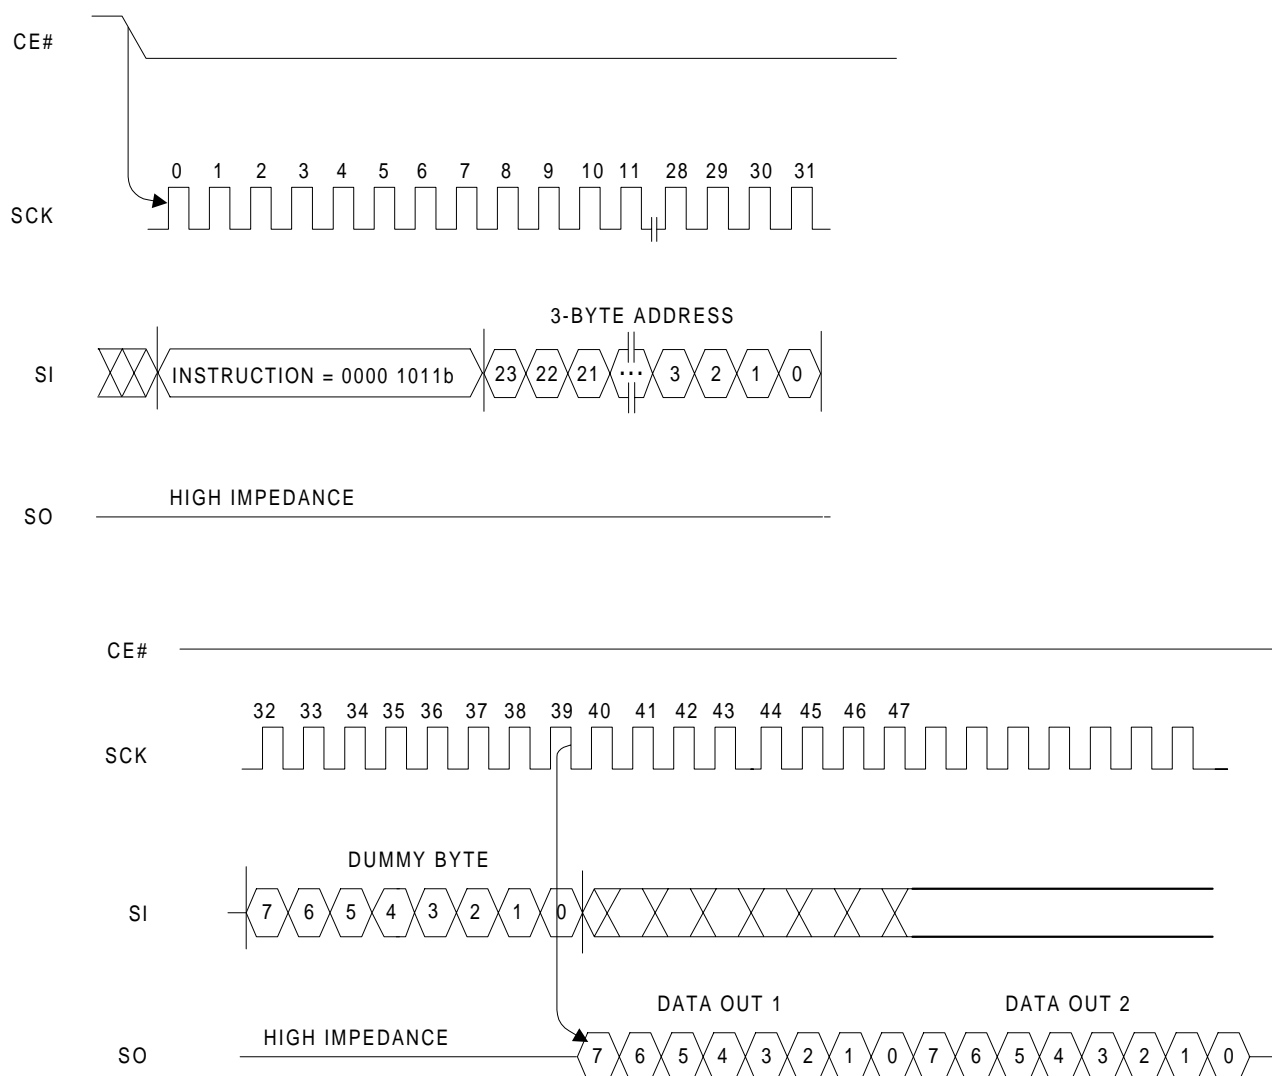 CE#
0 1 2 3 4 5 6 7 8 9 10 11 28 29 30 31
SCK
3-BYTE ADDRESS
SI INSTRUCTION = 0000 1011b 23 22 21 ... 3 2 1 0
HIGH IMPEDANCE
SO
CE#
32 33 34 35 36 37 38 39 40 41 42 43 44 45 46 47
SCK
DUMMY BYTE
SI 7 6 5 4 3 2 1 0
DATA OUT 1 DATA OUT 2
HIGH IMPEDANCE
SO 7 6 5 4 3 2 1 0 7 6 5 4 3 2 1 0